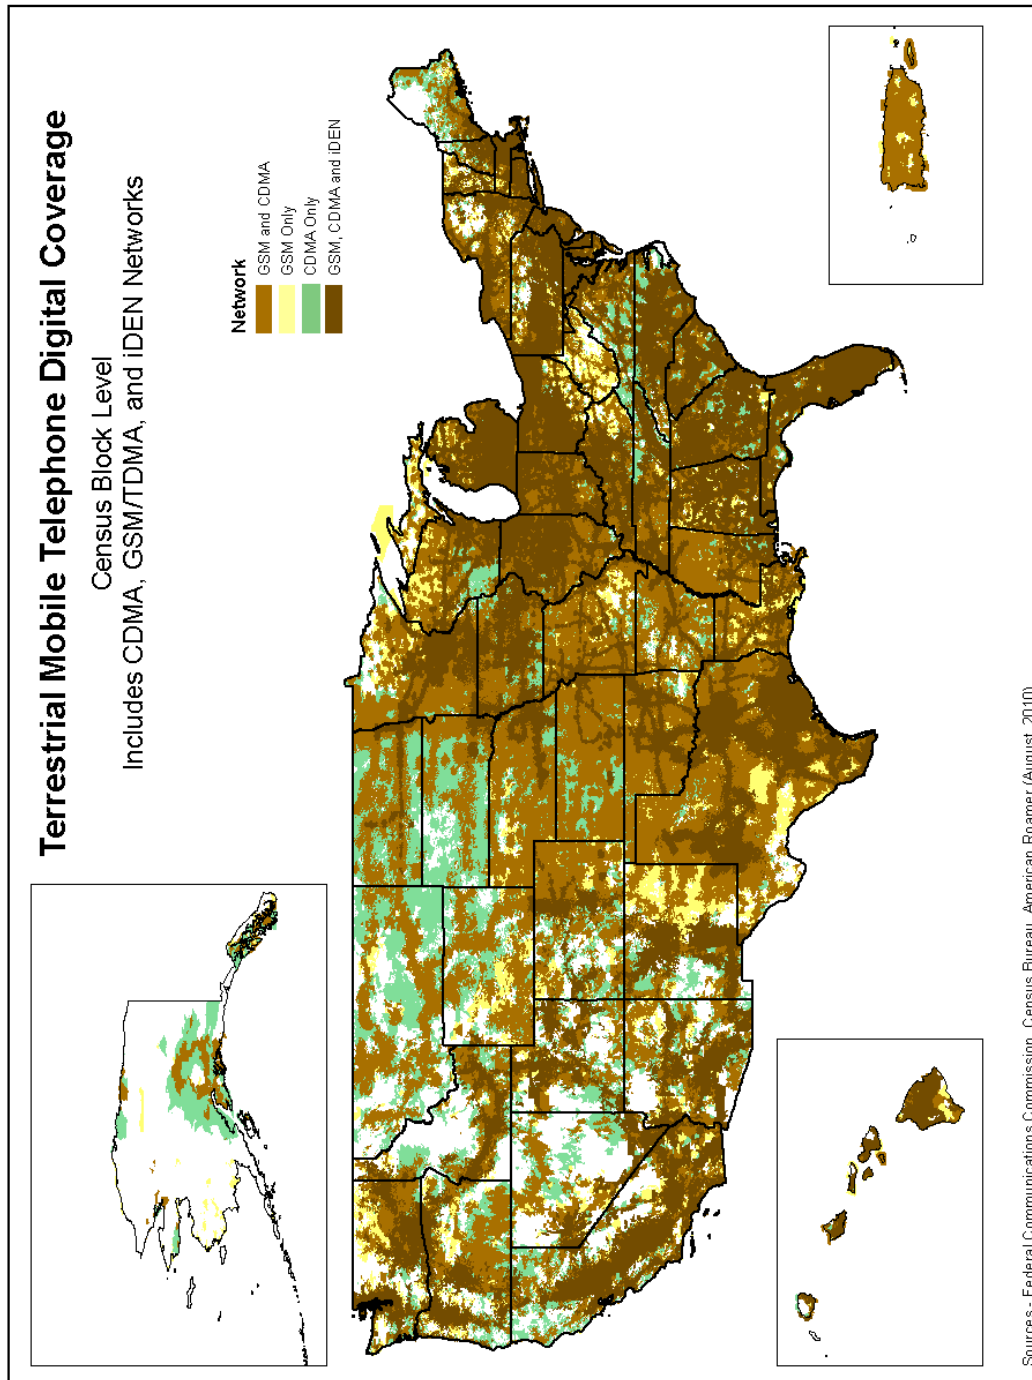 Terrestrial Mobile Telephone Digital Coverage
Census Block Level
Includes CDMA, GSM/TDMA, and iDEN Networks
Network
GSM and CDMA
GSM Only
CDMA Only
GSM, CDMA and iDEN
Sources - Federal Communications Commission, Census Bureau, American Roamer (August, 2010)